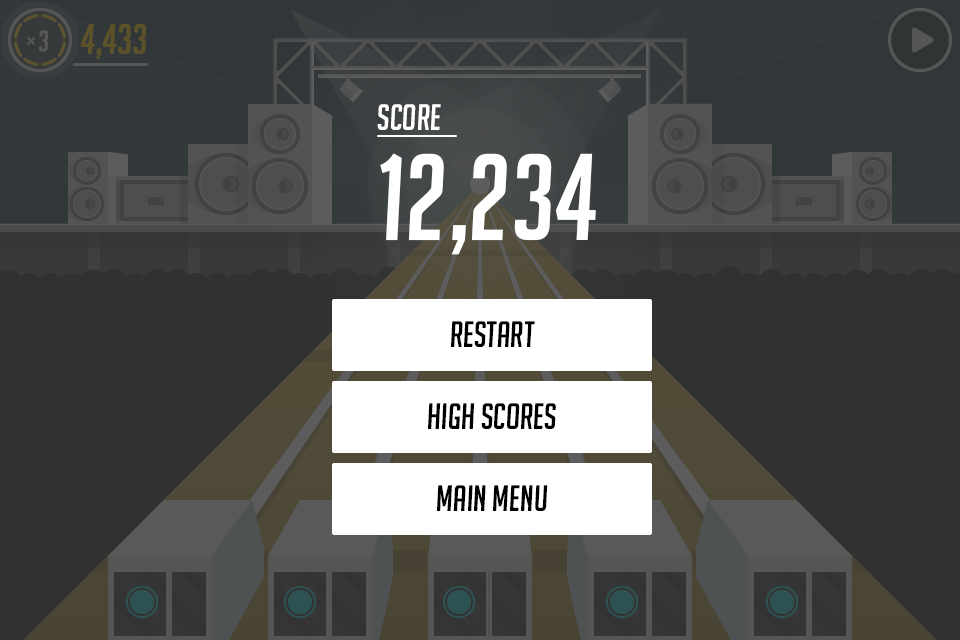 ×3 4,433
SCORE
12,234
RESTART
HIGH SCORES
MAIN MENU